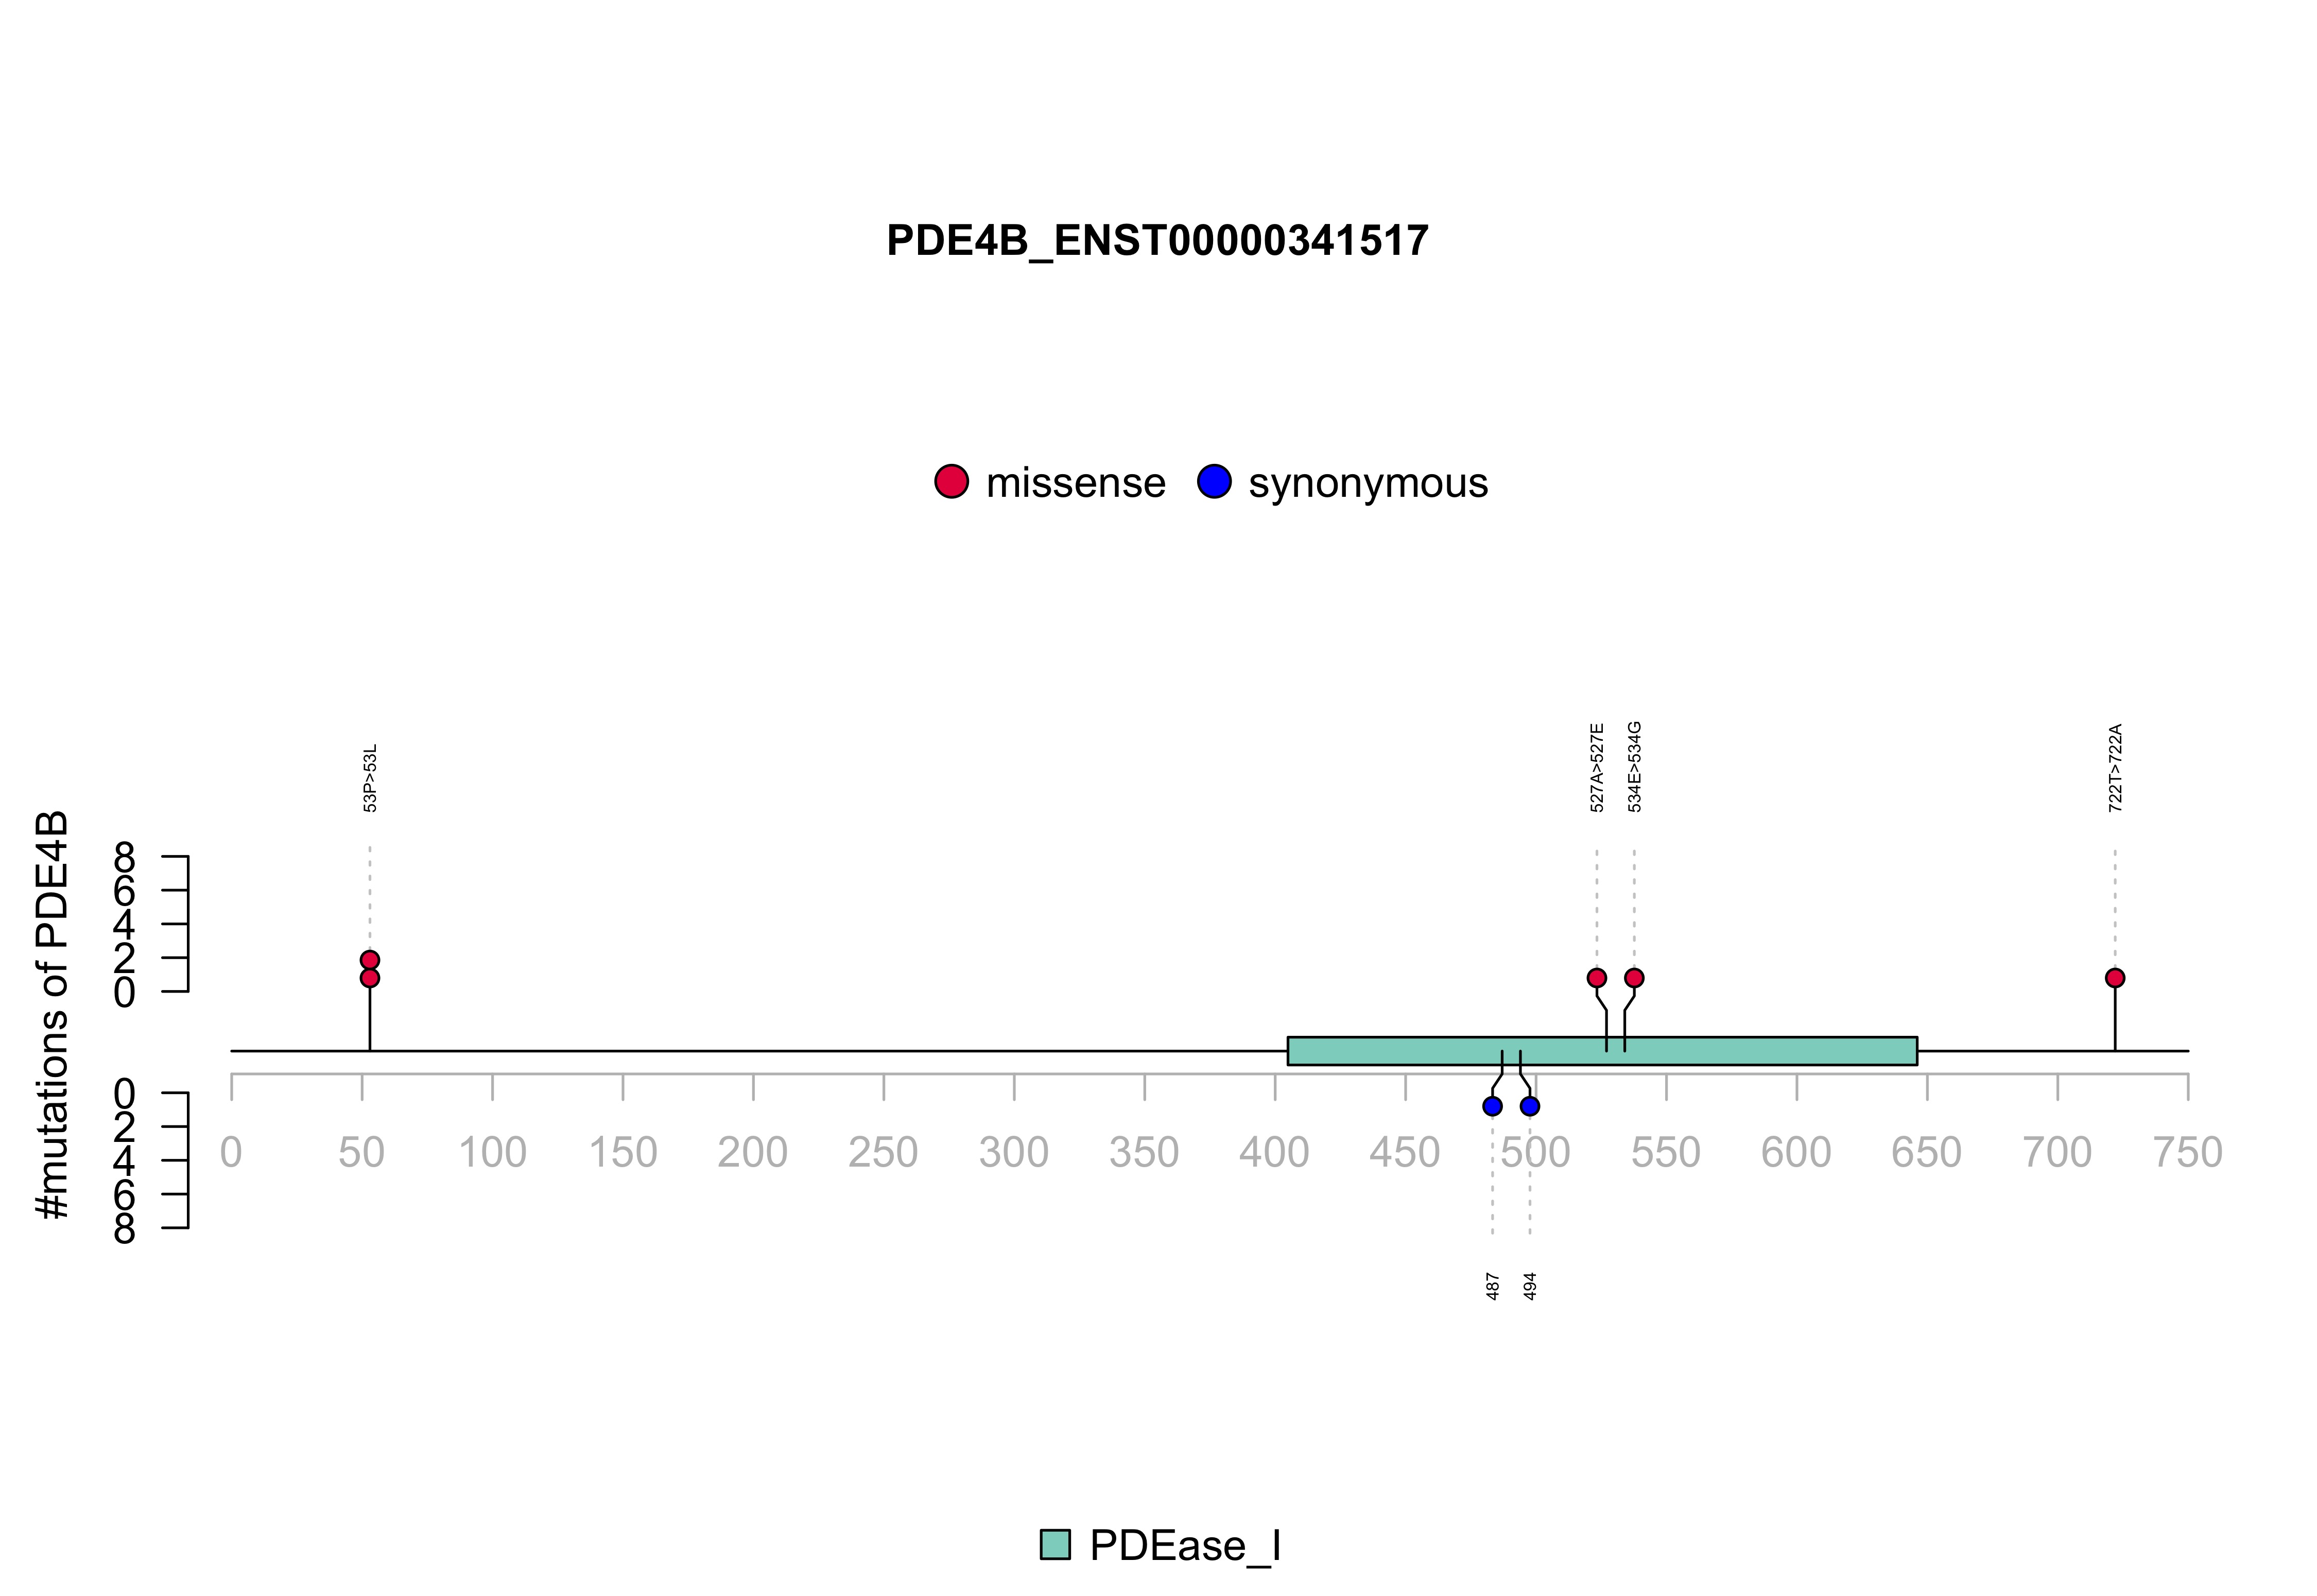 PDE4B_ENST00000341517
missense synonymous
53P>53L 527A>527E 534E>534G 722T>722A
#mutations of PDE4B
8
6
4
2
0
0
2
4
6
8
0 50 100 150 200 250 300 350 400 450 500 550 600 650 700 750
487 494
PDEase_I